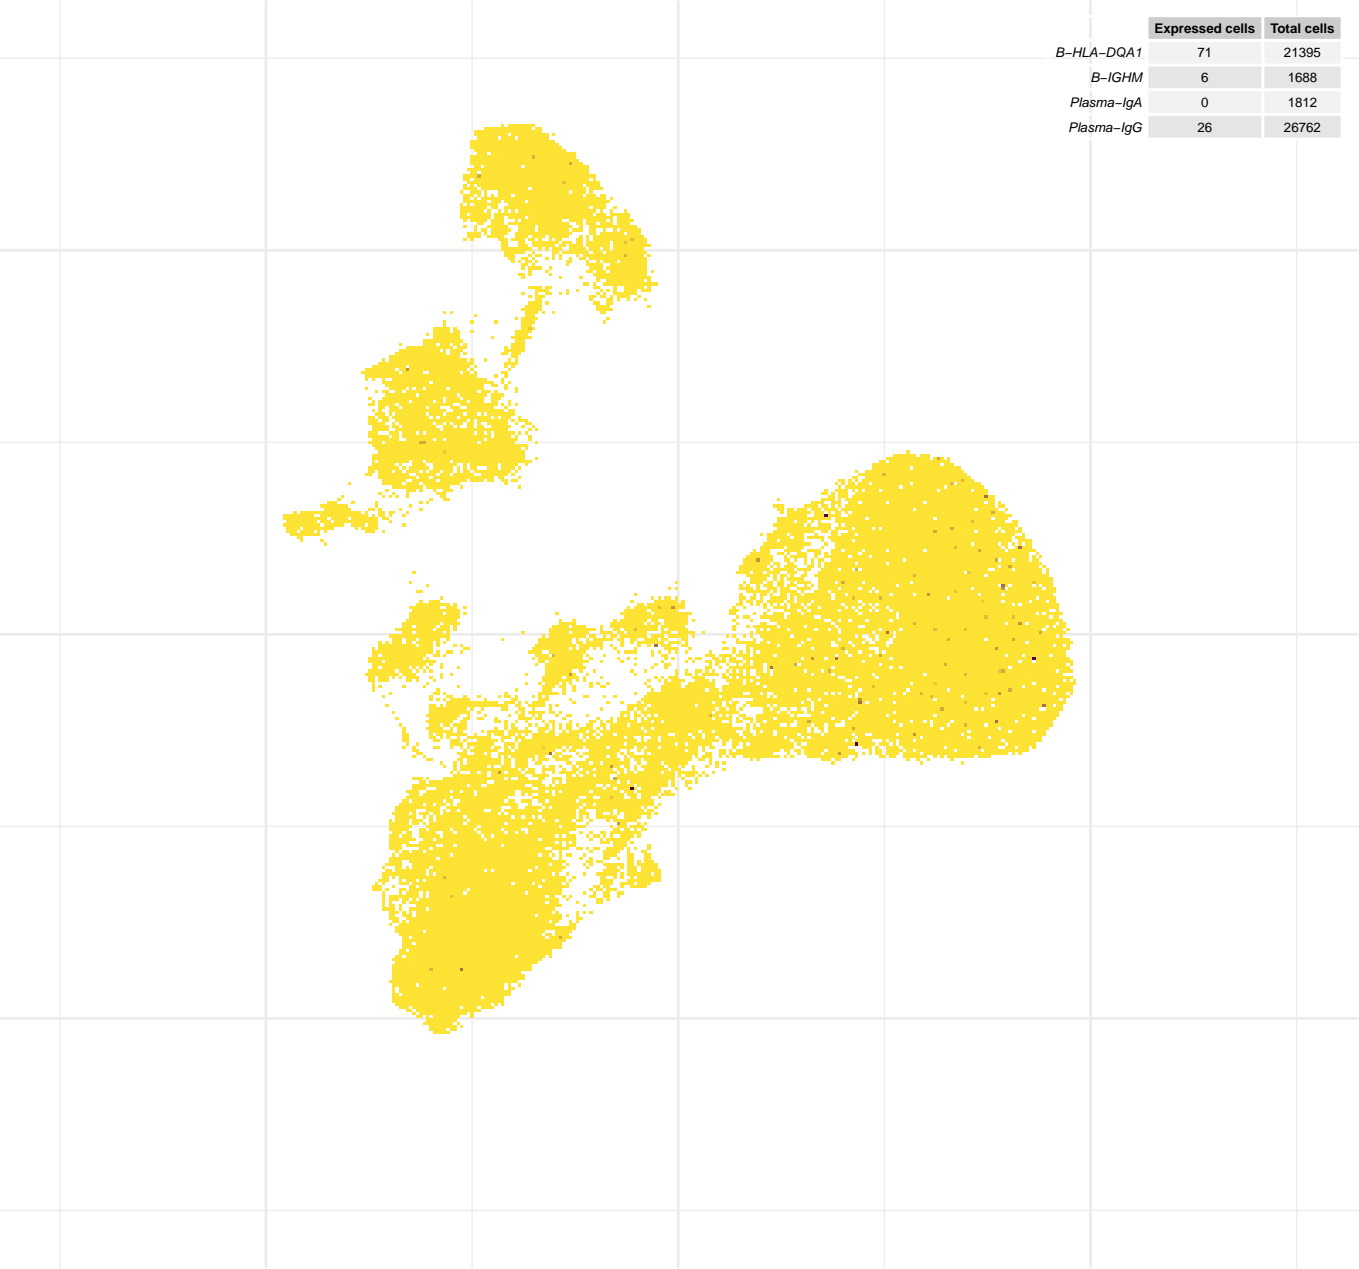 Expressed cells Total cells
B−HLA−DQA1 71 21395
B−IGHM 6 1688
Plasma−IgA 0 1812
Plasma−IgG 26 26762